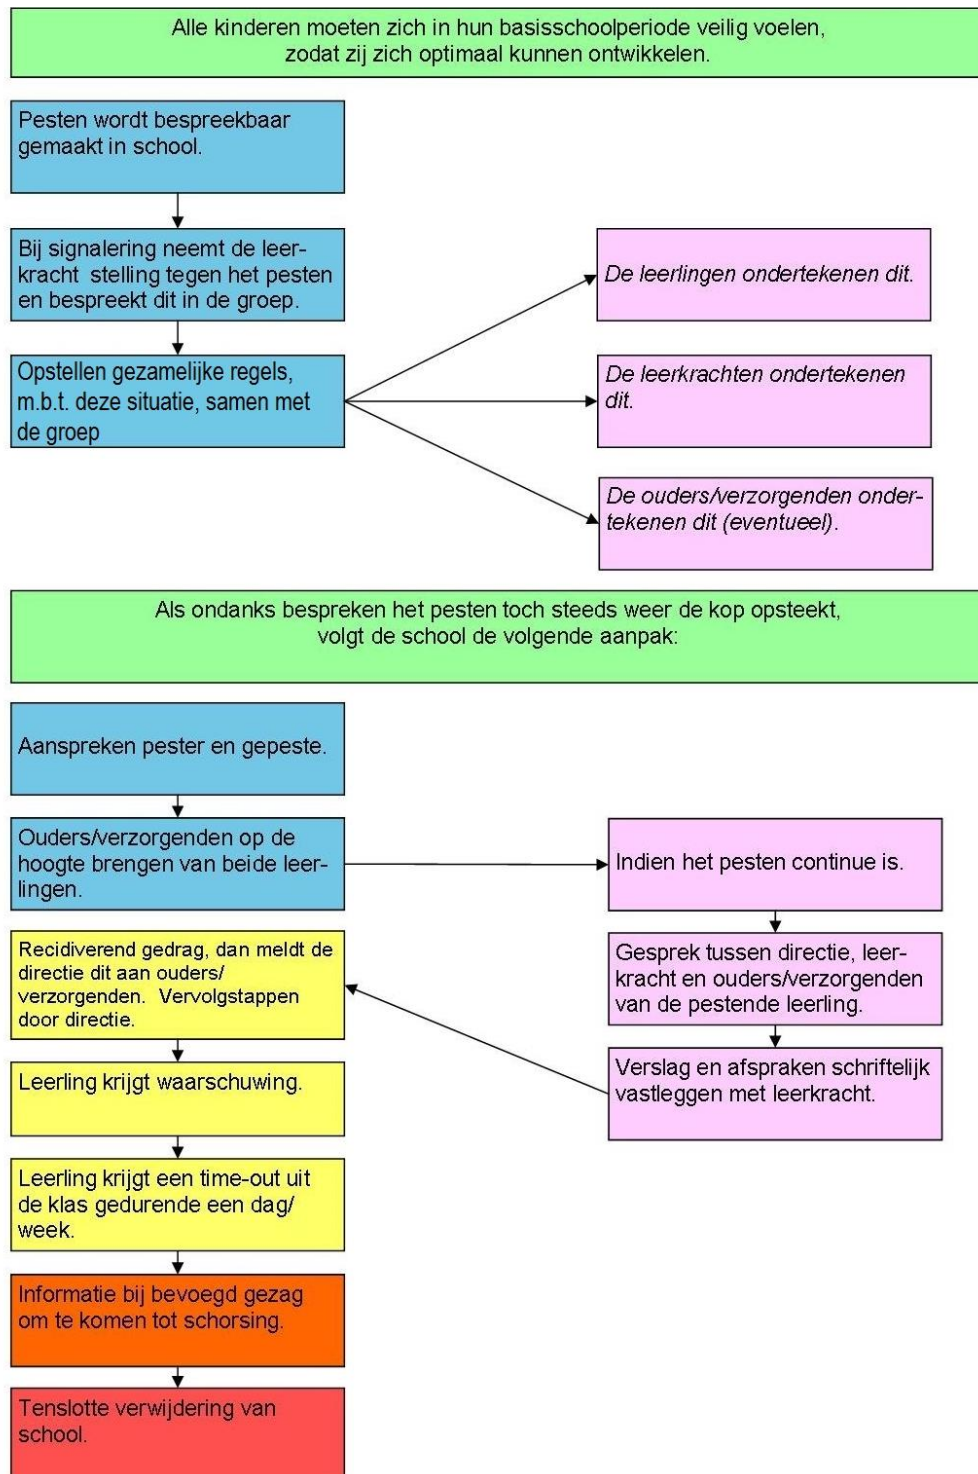 Alle kinderen moeten zich in hun basisschoolperiode veilig voelen,
zodat zij zich optimaal kunnen ontwikkelen.
Pesten wordt bespreekbaar
gemaakt in school.
Bij signalering neemt de leer-
kracht stelling tegen het pesten
en bespreekt dit in de groep.
Opstellen gezamelijke regels,
m.b.t. deze situatie, samen met
de groep
De leerlingen ondertekenen dit.
De leerkrachten ondertekenen
dit.
De ouders/verzorgenden onder-
tekenen dit (eventueel).
Als ondanks bespreken het pesten toch steeds weer de kop opsteekt,
volgt de school de volgende aanpak:
Aanspreken pester en gepeste.
Ouders/verzorgenden op de
hoogte brengen van beide leer-
lingen.
Indien het pesten continue is.
Gesprek tussen directie, leer-
kracht en ouders/verzorgenden
van de pestende leerling.
Verslag en afspraken schriftelijk
vastleggen met leerkracht.
Recidiverend gedrag, dan meldt de
directie dit aan ouders/
verzorgenden. Vervolgstappen
door directie.
Leerling krijgt waarschuwing.
Leerling krijgt een time-out uit
de klas gedurende een dag/
week.
Informatie bij bevoegd gezag
om te komen tot schorsing.
Tenslotte verwijdering van
school.